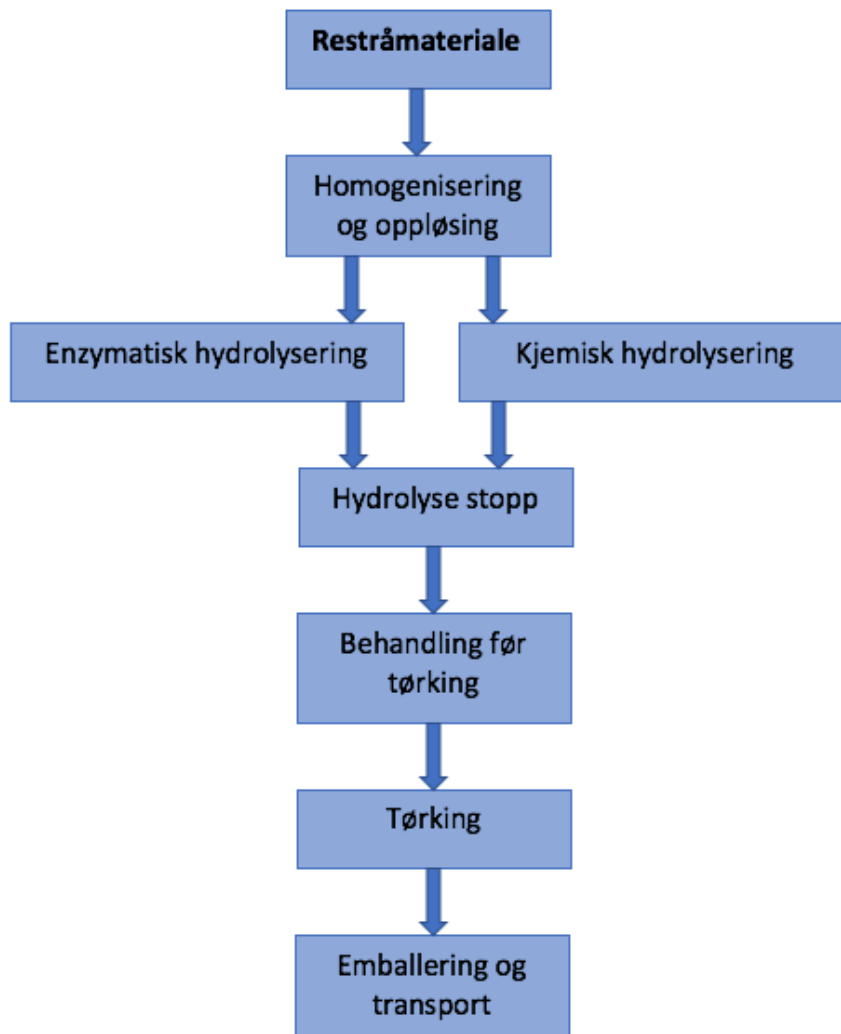 Restråmateriale
Homogenisering
og oppløsing
Enzymatisk hydrolysering
Kjemisk hydrolysering
Hydrolyse stopp
Behandling før
tørking
Tørking
Emballering og
transport